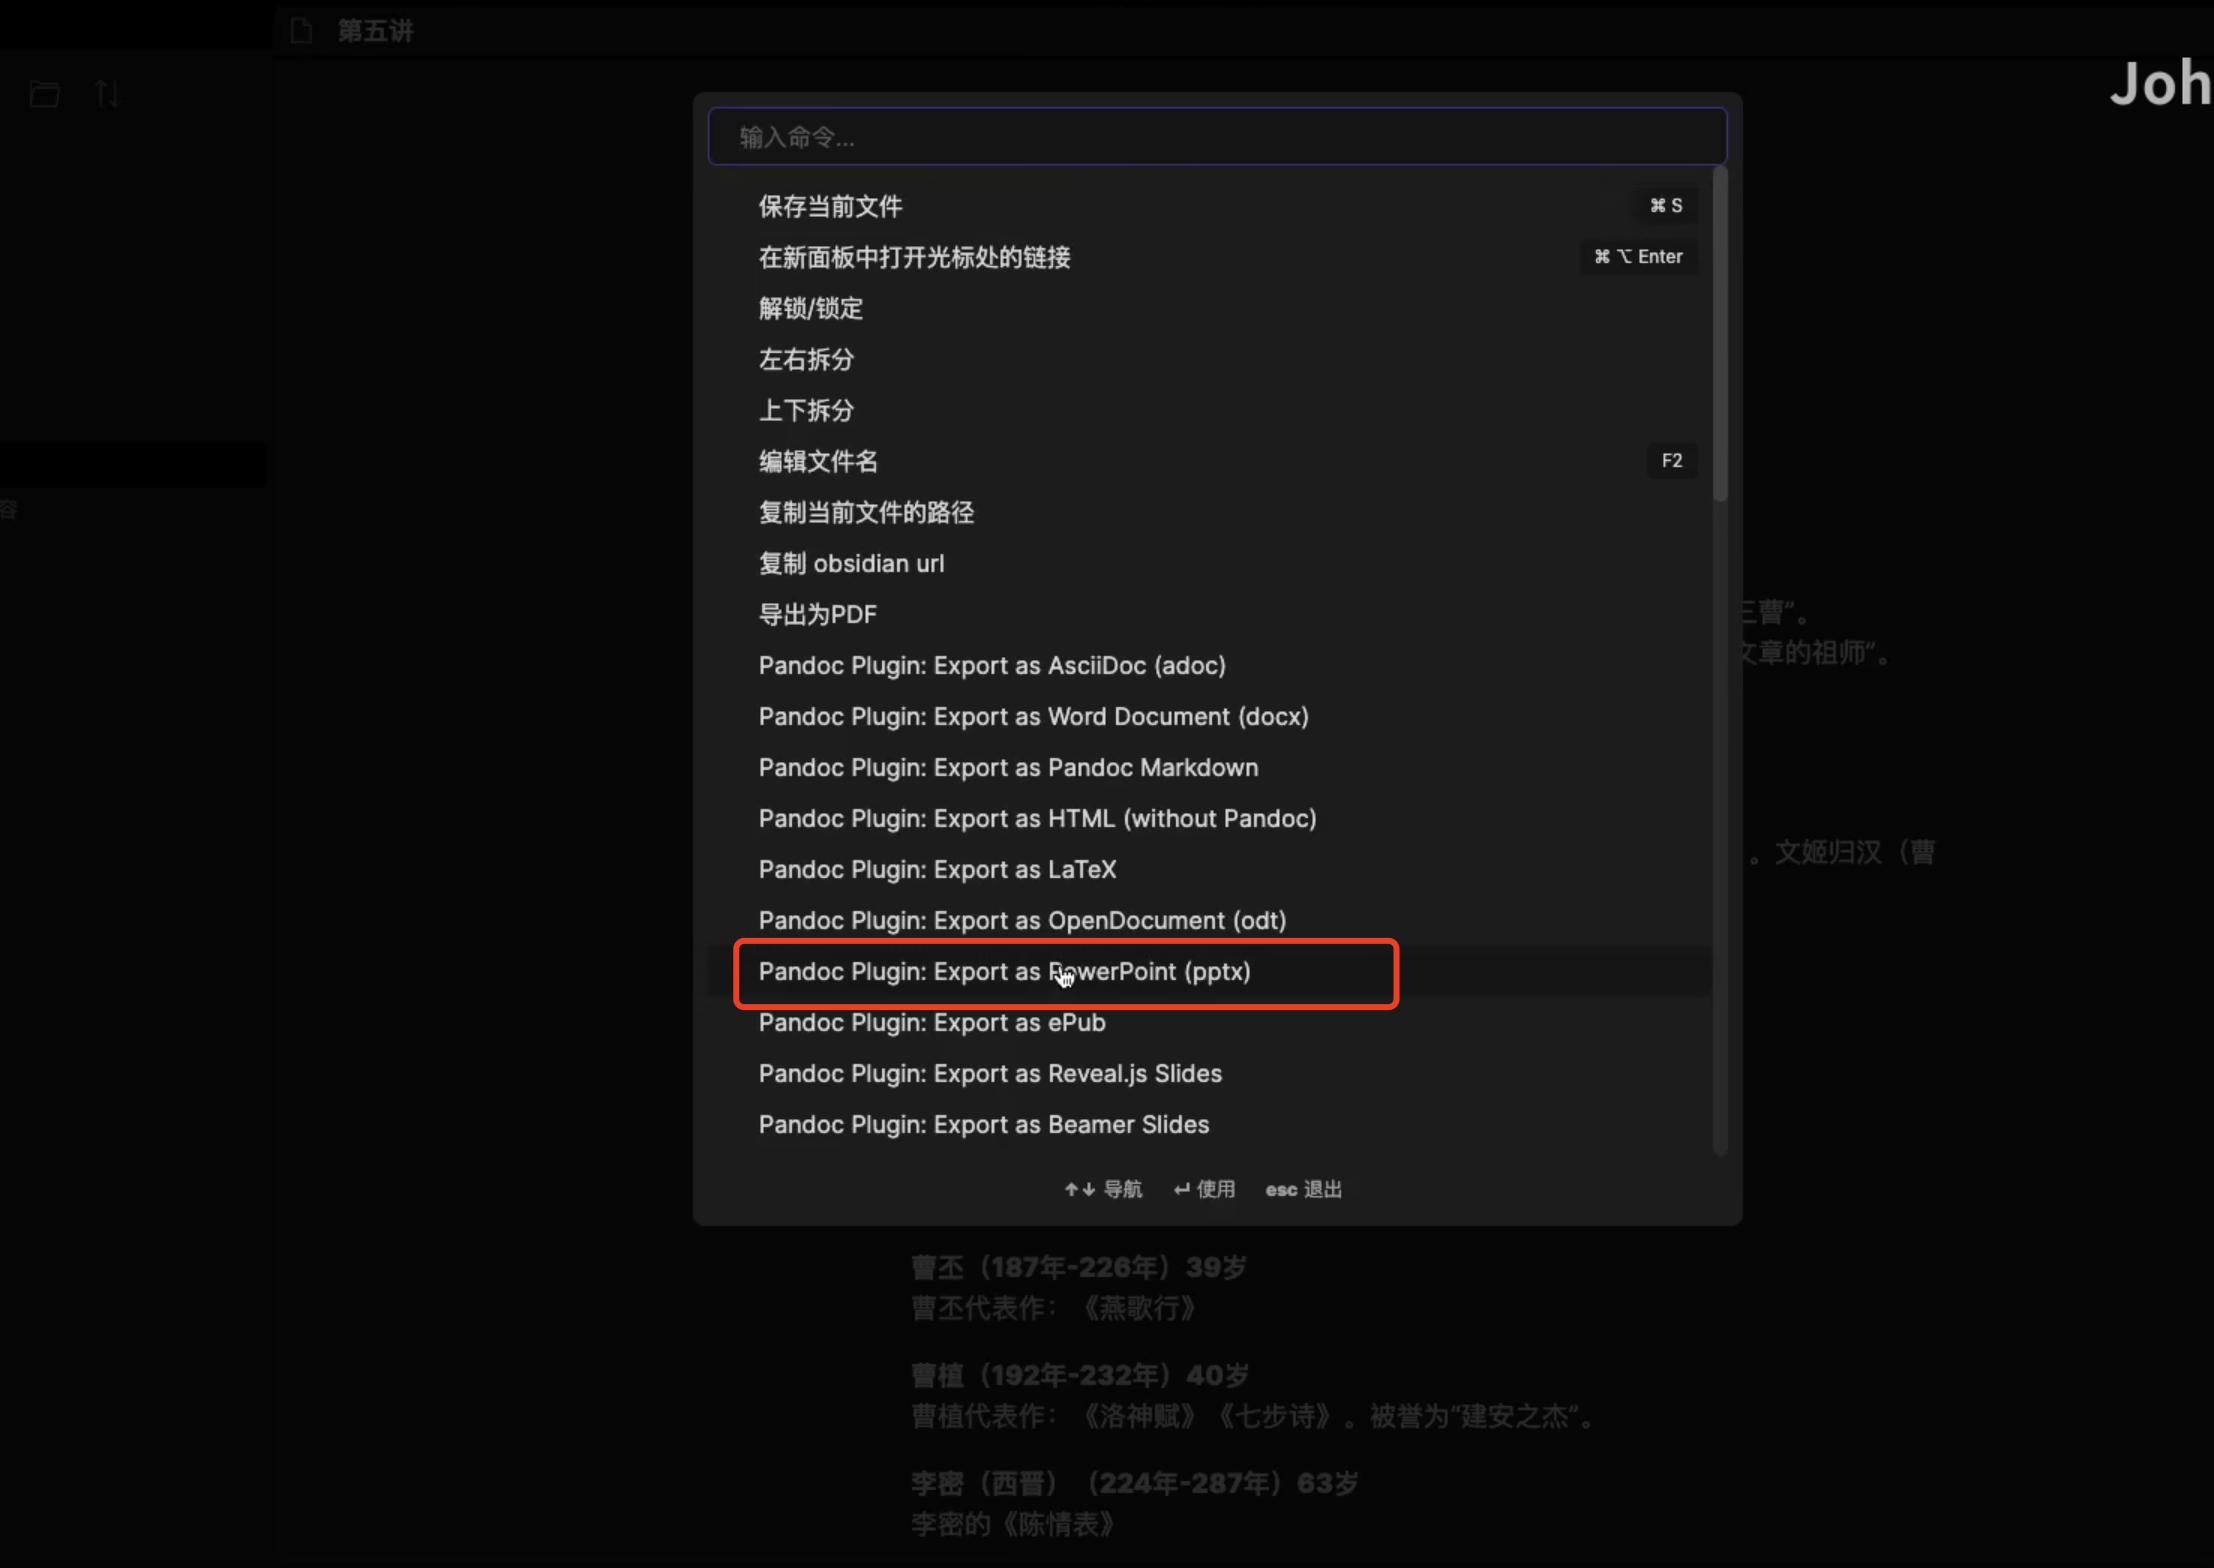 第五讲
Joh
输入命令...
保存当前文件 ⌘ S
在新面板中打开光标处的链接 ⌘ ⌥ Enter
解锁/锁定
左右拆分
上下拆分
编辑文件名 F2
复制当前文件的路径
容
复制 obsidian url
导出为PDF
三曹”。
文章的祖师”。
Pandoc Plugin: Export as AsciiDoc (adoc)
Pandoc Plugin: Export as Word Document (docx)
Pandoc Plugin: Export as Pandoc Markdown
Pandoc Plugin: Export as HTML (without Pandoc)
。文姬归汉（曹
Pandoc Plugin: Export as LaTeX
Pandoc Plugin: Export as OpenDocument (odt)
Pandoc Plugin: Export as PowerPoint (pptx)
Pandoc Plugin: Export as ePub
Pandoc Plugin: Export as Reveal.js Slides
Pandoc Plugin: Export as Beamer Slides
↑↓ 导航 ↵ 使用 esc 退出
曹丕（187年-226年）39岁
曹丕代表作：《燕歌行》
曹植（192年-232年）40岁
曹植代表作：《洛神赋》《七步诗》。被誉为“建安之杰”。
李密（西晋）（224年-287年）63岁
李密的《陈情表》